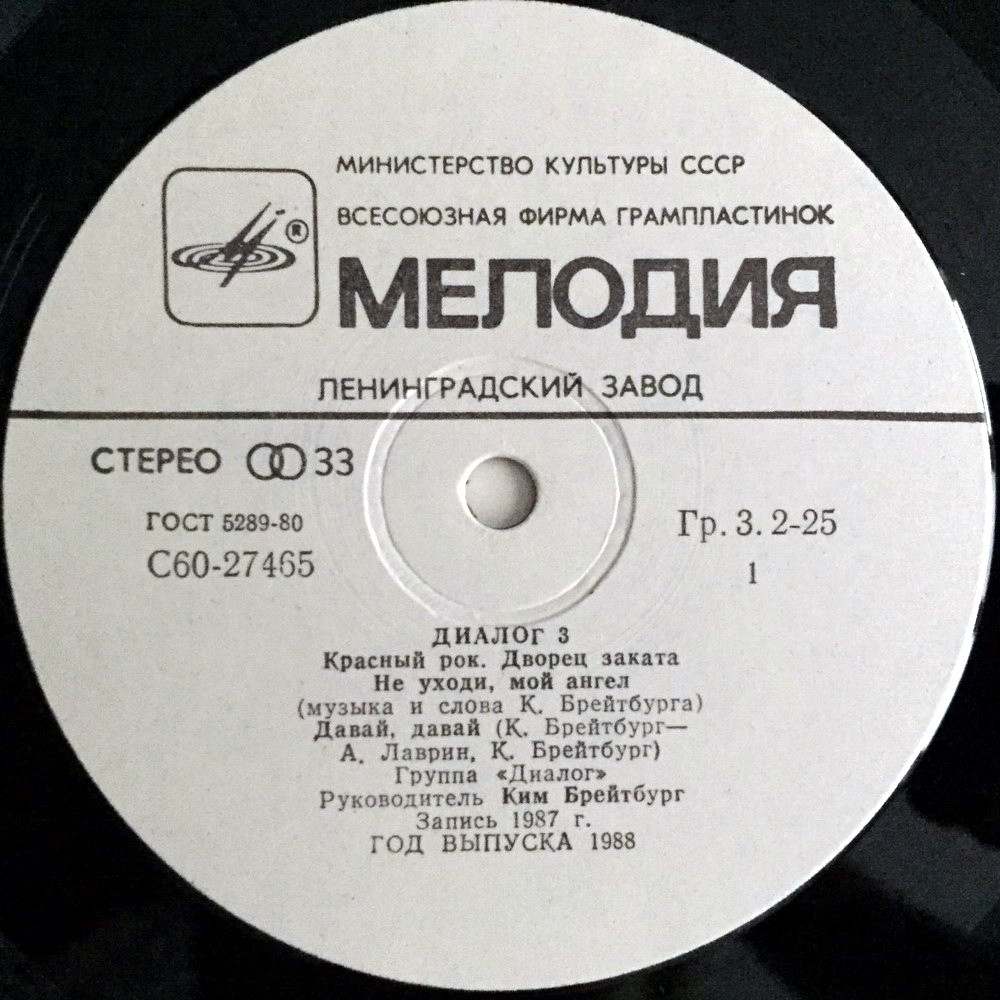 МИНИСТЕРСТВО КУЛЬТУРЫ СССР
ВСЕСОЮЗНАЯ ФИРМА ГРАМПЛАСТИНОК
®
МЕЛОДИЯ
ЛЕНИНГРАДСКИЙ ЗАВОД
СТЕРЕО 33
ГОСТ 5289-80
С60-27465
Гр. 3. 2-25
1
ДИАЛОГ 3
Красный рок. Дворец заката
Не уходи, мой ангел
(музыка и слова К. Брейтбурга)
Давай, давай (К. Брейтбург—
А. Лаврин, К. Брейтбург)
Группа «Диалог»
Руководитель Ким Брейтбург
Запись 1987 г.
ГОД ВЫПУСКА 1988